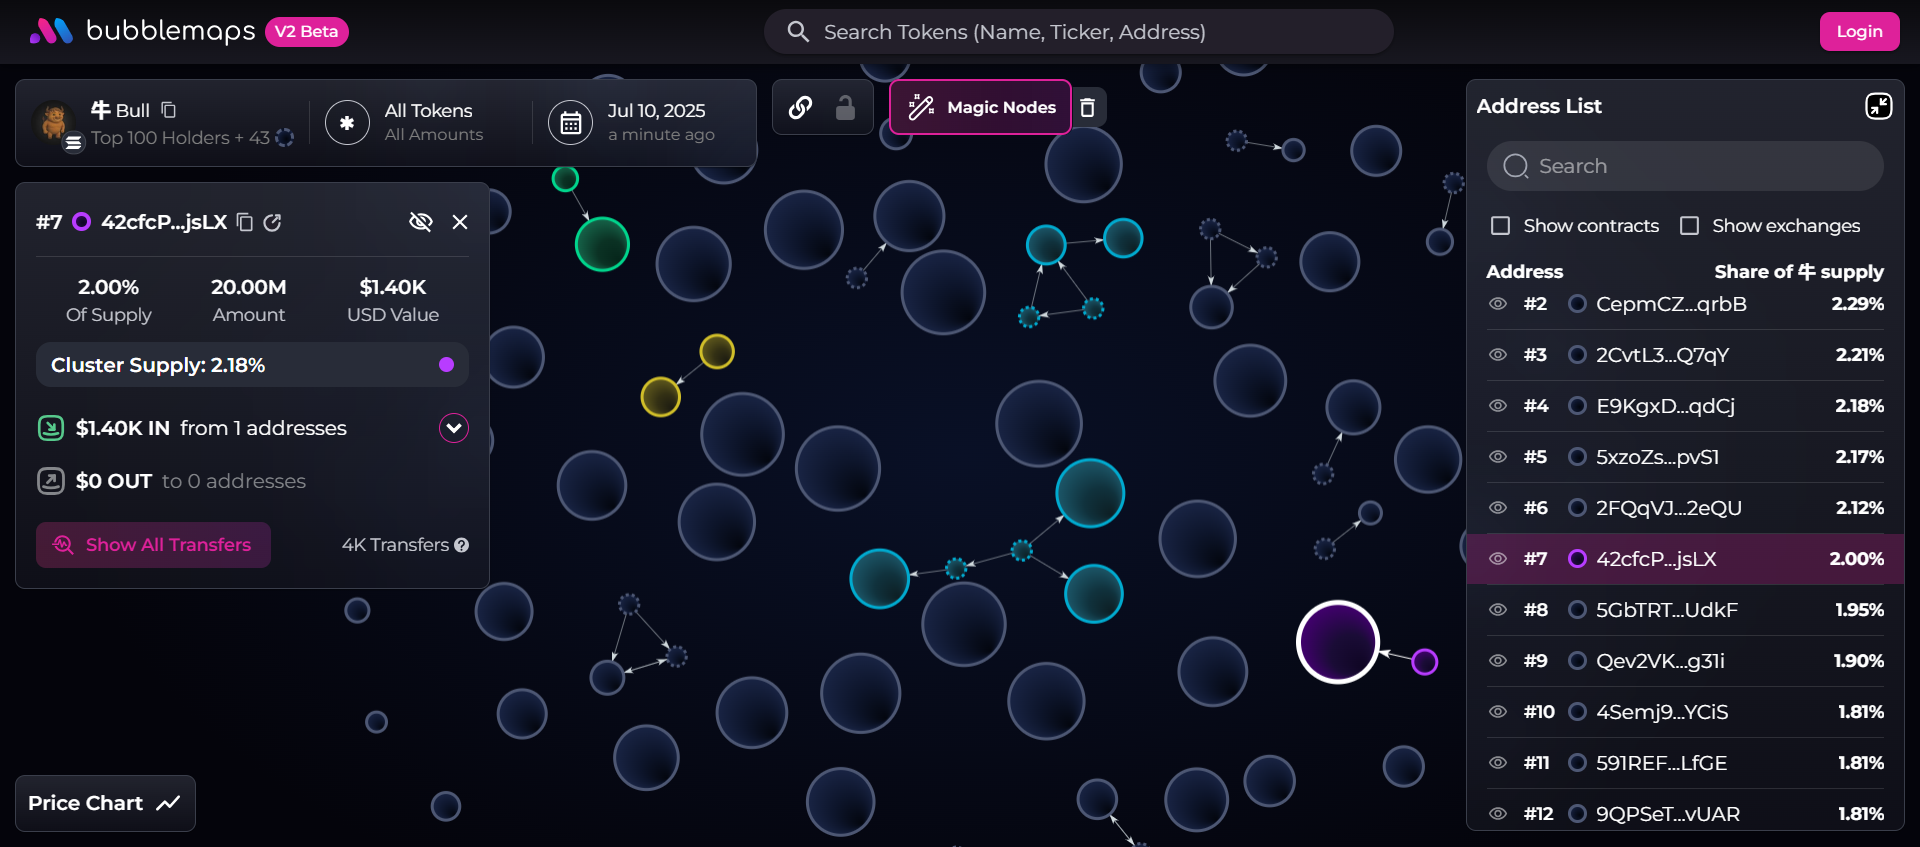 bubblemaps V2 Beta
Search Tokens (Name, Ticker, Address)
Login
牛 Bull
Top 100 Holders + 43
All Tokens
All Amounts
Jul 10, 2025
a minute ago
Magic Nodes
#7 42cfcP...jsLX
2.00% 20.00M $1.40K
Of Supply Amount USD Value
Cluster Supply: 2.18%
$1.40K IN from 1 addresses
$0 OUT to 0 addresses
Show All Transfers 4K Transfers
Price Chart
Address List
Search
Show contracts Show exchanges
Address Share of 牛 supply
#2 CepmCZ...qrbB 2.29%
#3 2CvtL3...Q7qY 2.21%
#4 E9KgxD...qdCj 2.18%
#5 5xzoZs...pvS1 2.17%
#6 2FQqVJ...2eQU 2.12%
#7 42cfcP...jsLX 2.00%
#8 5GbTRT...UdkF 1.95%
#9 Qev2VK...g31i 1.90%
#10 4Semj9...YCiS 1.81%
#11 591REF...LfGE 1.81%
#12 9QPSeT...vUAR 1.81%